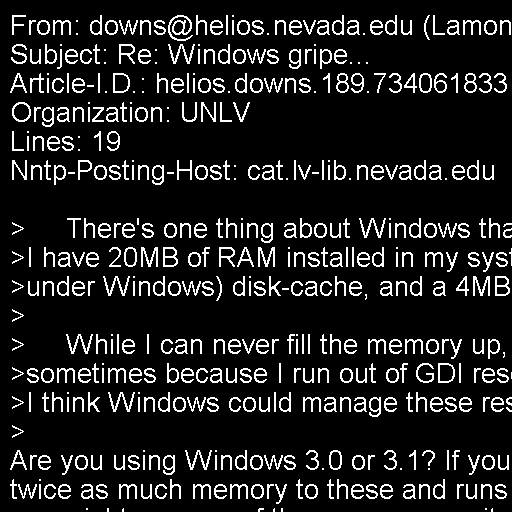 From: downs@helios.nevada.edu (Lamon
Subject: Re: Windows gripe...
Article-I.D.: helios.downs.189.734061833
Organization: UNLV
Lines: 19
Nntp-Posting-Host: cat.lv-lib.nevada.edu

>     There's one thing about Windows tha
>I have 20MB of RAM installed in my syst
>under Windows) disk-cache, and a 4MB
>
>     While I can never fill the memory up,
>sometimes because I run out of GDI reso
>I think Windows could manage these res
>
Are you using Windows 3.0 or 3.1? If you
twice as much memory to these and runs